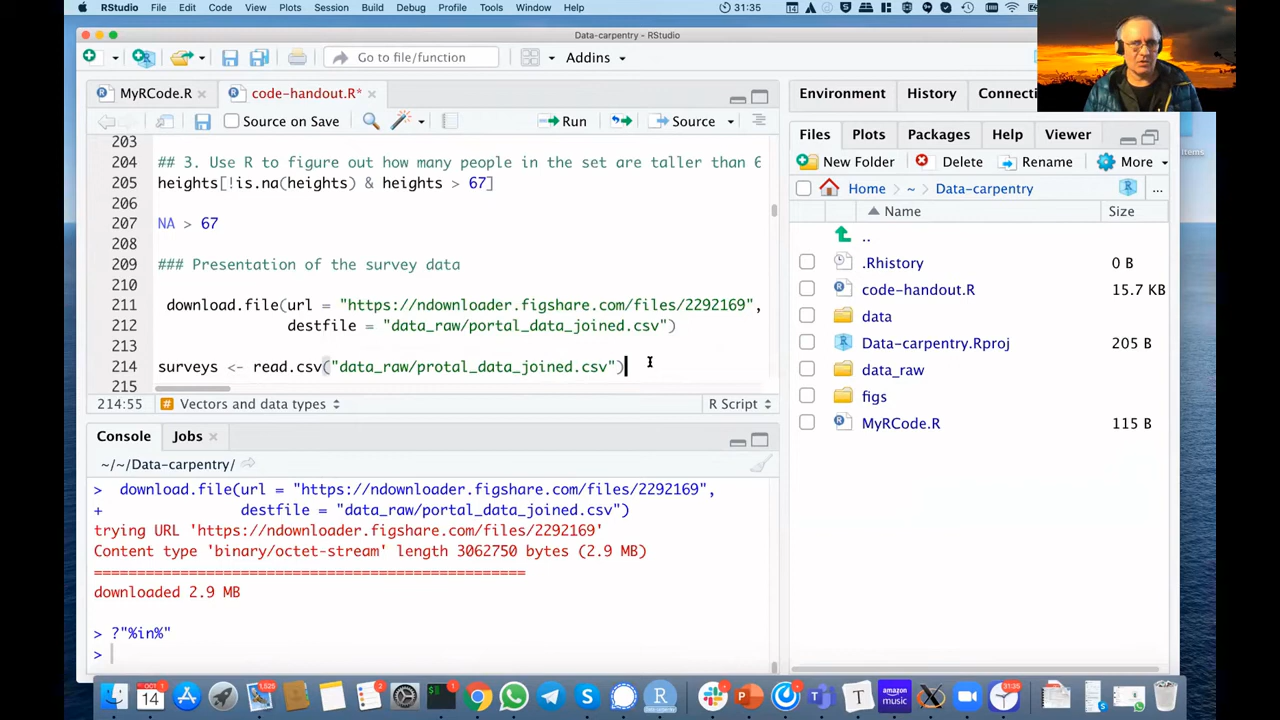 RStudio File Edit Code View Plots Session Build Debug Profile Tools Window Help 31:35
Data-carpentry - RStudio
Go to file/function Addins
MyRCode.R code-handout.R*
Source on Save Run Source
203
204 ## 3. Use R to figure out how many people in the set are taller than 6
205 heights[!is.na(heights) & heights > 67]
206
207 NA > 67
208
209 ### Presentation of the survey data
210
211 download.file(url = "https://ndownloader.figshare.com/files/2292169",
212 destfile = "data_raw/portal_data_joined.csv")
213
214 surveys <- read.csv("data_raw/protal_data_joined.csv")
215
214:55 Vectors and data types R Script
Console Jobs
~/~/Data-carpentry/
> download.file(url = "https://ndownloader.figshare.com/files/2292169",
+ destfile = "data_raw/portal_data_joined.csv")
trying URL 'https://ndownloader.figshare.com/files/2292169'
Content type 'binary/octet-stream' length 3062739 bytes (2.9 MB)
==================================================
downloaded 2.9 MB
> ?"%in%"
>
Environment History Connecti
Files Plots Packages Help Viewer
New Folder Delete Rename More
Home ~ Data-carpentry ...
Name Size
..
.Rhistory 0 B
code-handout.R 15.7 KB
data
Data-carpentry.Rproj 205 B
data_raw
figs
MyRCode.R 115 B
items
amazon music
31:35